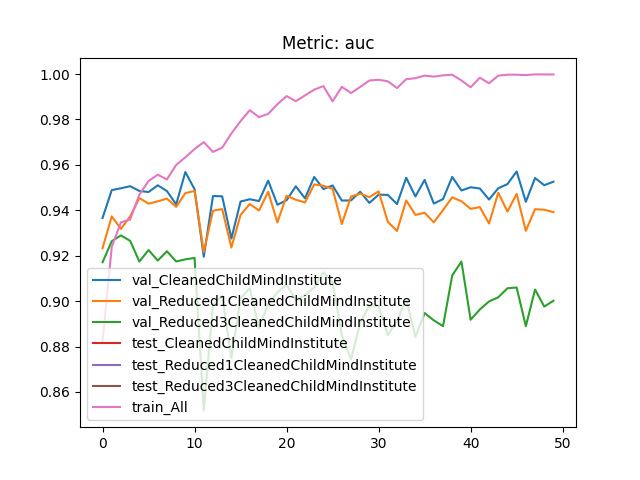 Metric: auc
1.00
0.98
0.96
0.94
0.92
0.90
0.88
0.86
val_CleanedChildMindInstitute
val_Reduced1CleanedChildMindInstitute
val_Reduced3CleanedChildMindInstitute
test_CleanedChildMindInstitute
test_Reduced1CleanedChildMindInstitute
test_Reduced3CleanedChildMindInstitute
train_All
0 10 20 30 40 50